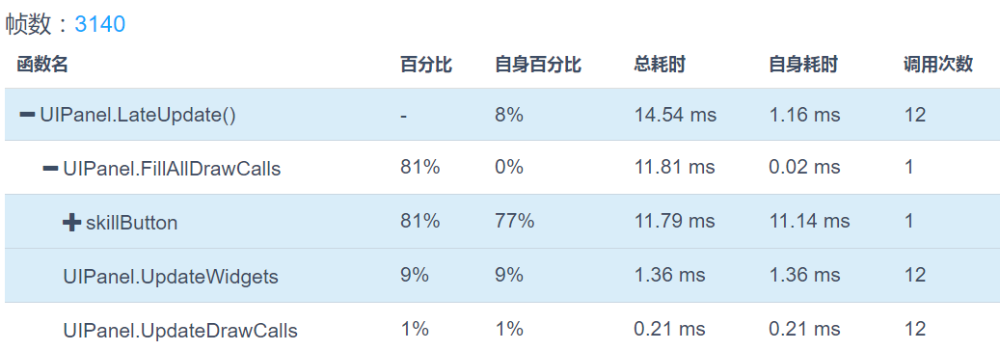 帧数：3140
函数名 百分比 自身百分比 总耗时 自身耗时 调用次数
UIPanel.LateUpdate() - 8% 14.54 ms 1.16 ms 12
UIPanel.FillAllDrawCalls 81% 0% 11.81 ms 0.02 ms 1
skillButton 81% 77% 11.79 ms 11.14 ms 1
UIPanel.UpdateWidgets 9% 9% 1.36 ms 1.36 ms 12
UIPanel.UpdateDrawCalls 1% 1% 0.21 ms 0.21 ms 12